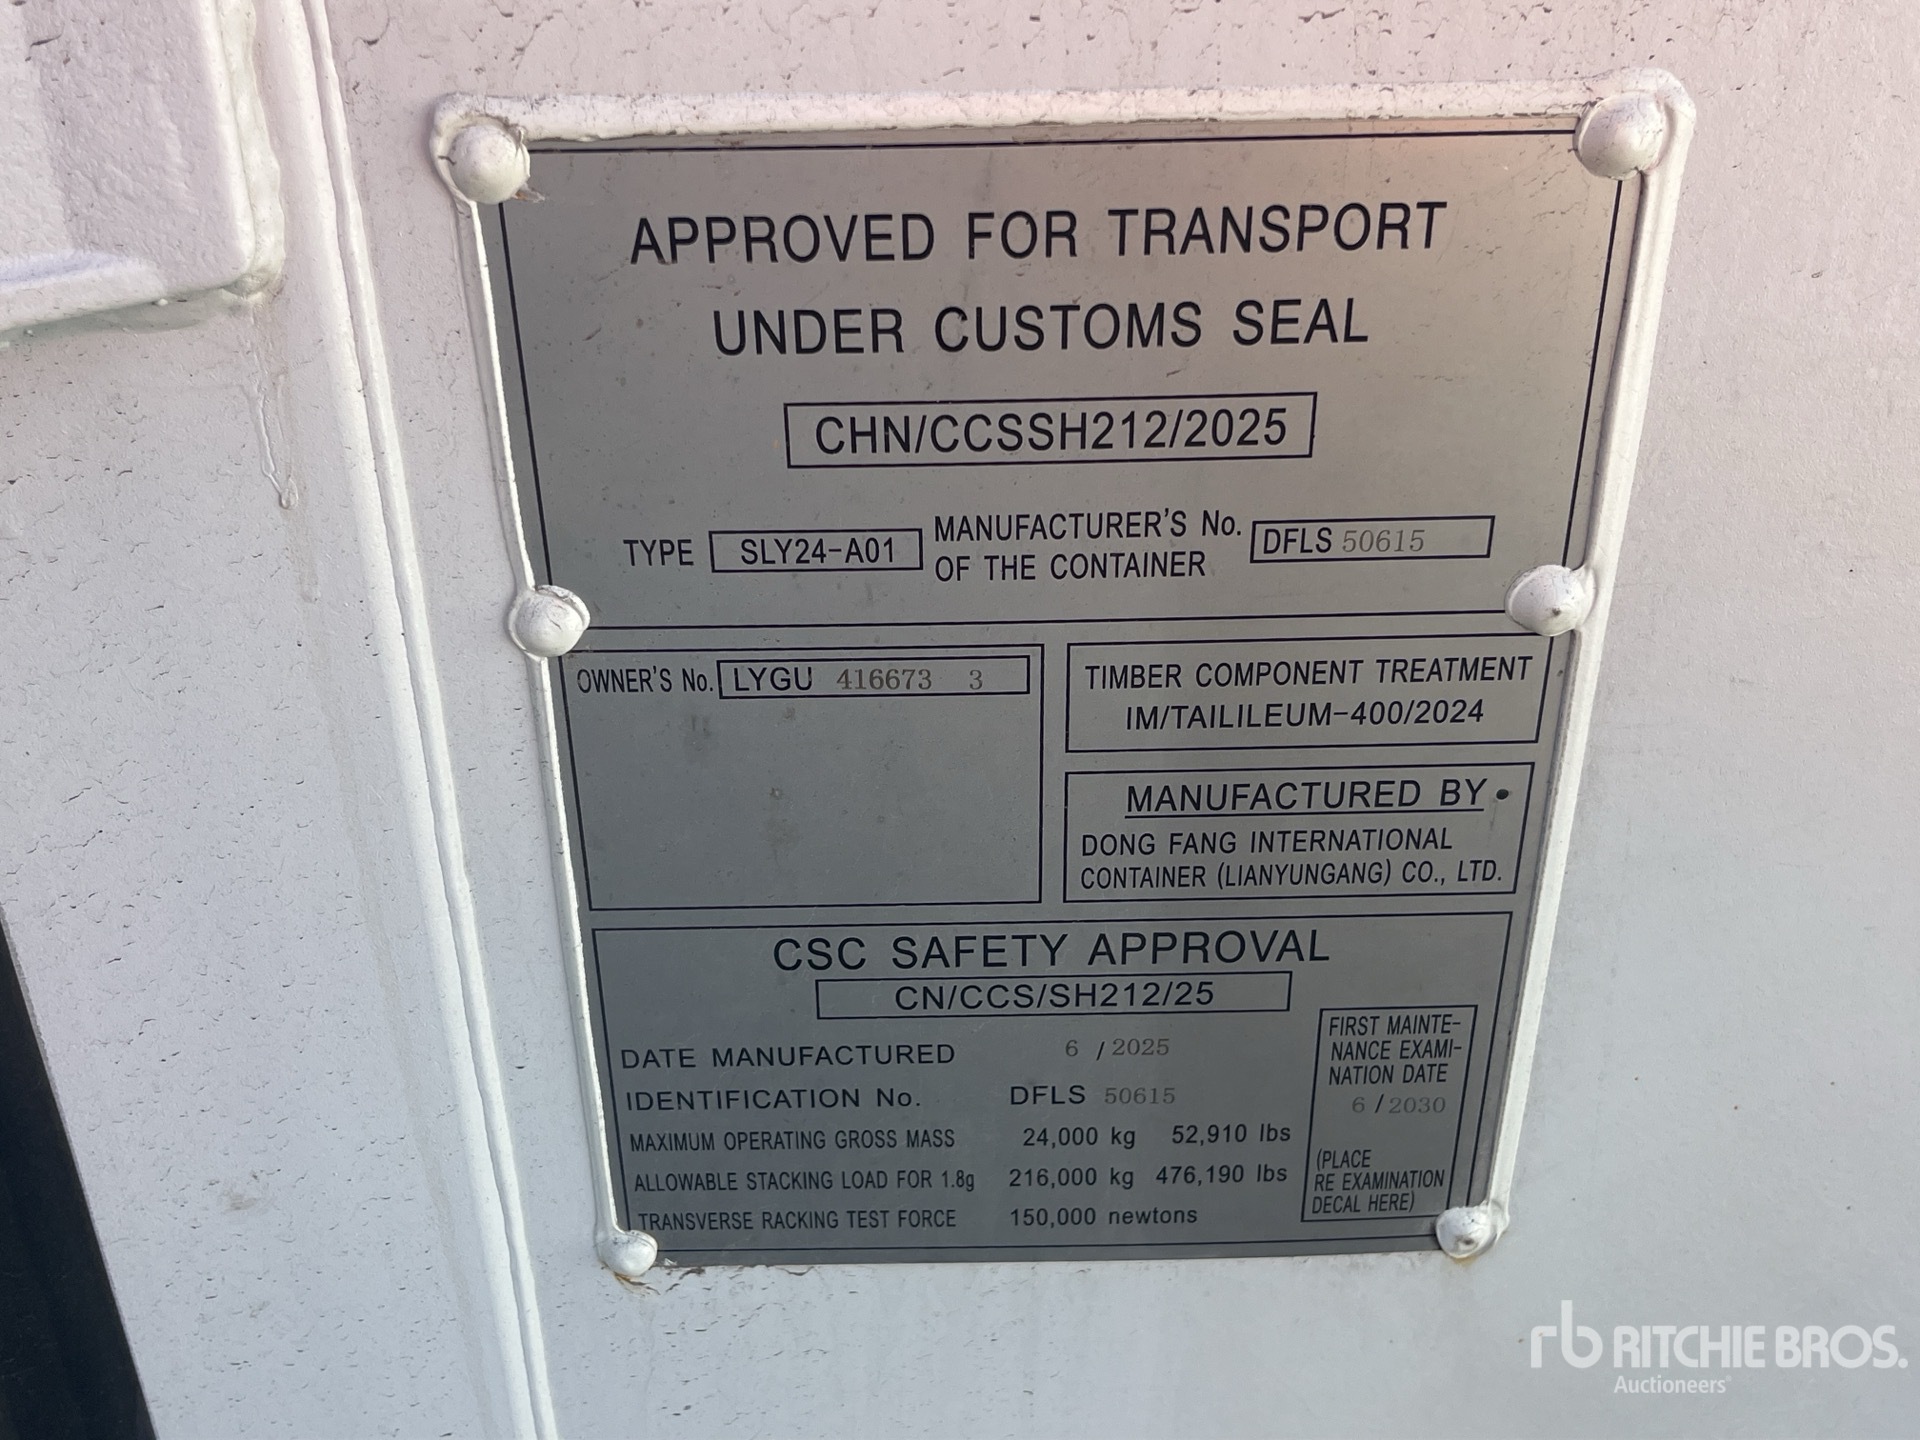 APPROVED FOR TRANSPORT
UNDER CUSTOMS SEAL
CHN/CCSSH212/2025
TYPE SLY24-A01 MANUFACTURER'S No. OF THE CONTAINER DFLS 50615
OWNER'S No. LYGU 416673 3
TIMBER COMPONENT TREATMENT
IM/TAILILEUM-400/2024
MANUFACTURED BY
DONG FANG INTERNATIONAL
CONTAINER (LIANYUNGANG) CO., LTD.
CSC SAFETY APPROVAL
CN/CCS/SH212/25
DATE MANUFACTURED 6 / 2025
IDENTIFICATION No. DFLS 50615
MAXIMUM OPERATING GROSS MASS 24,000 kg 52,910 lbs
ALLOWABLE STACKING LOAD FOR 1.8g 216,000 kg 476,190 lbs
TRANSVERSE RACKING TEST FORCE 150,000 newtons
FIRST MAINTE-
NANCE EXAMI-
NATION DATE
6 / 2030
(PLACE
RE EXAMINATION
DECAL HERE)
rb RITCHIE BROS.
Auctioneers